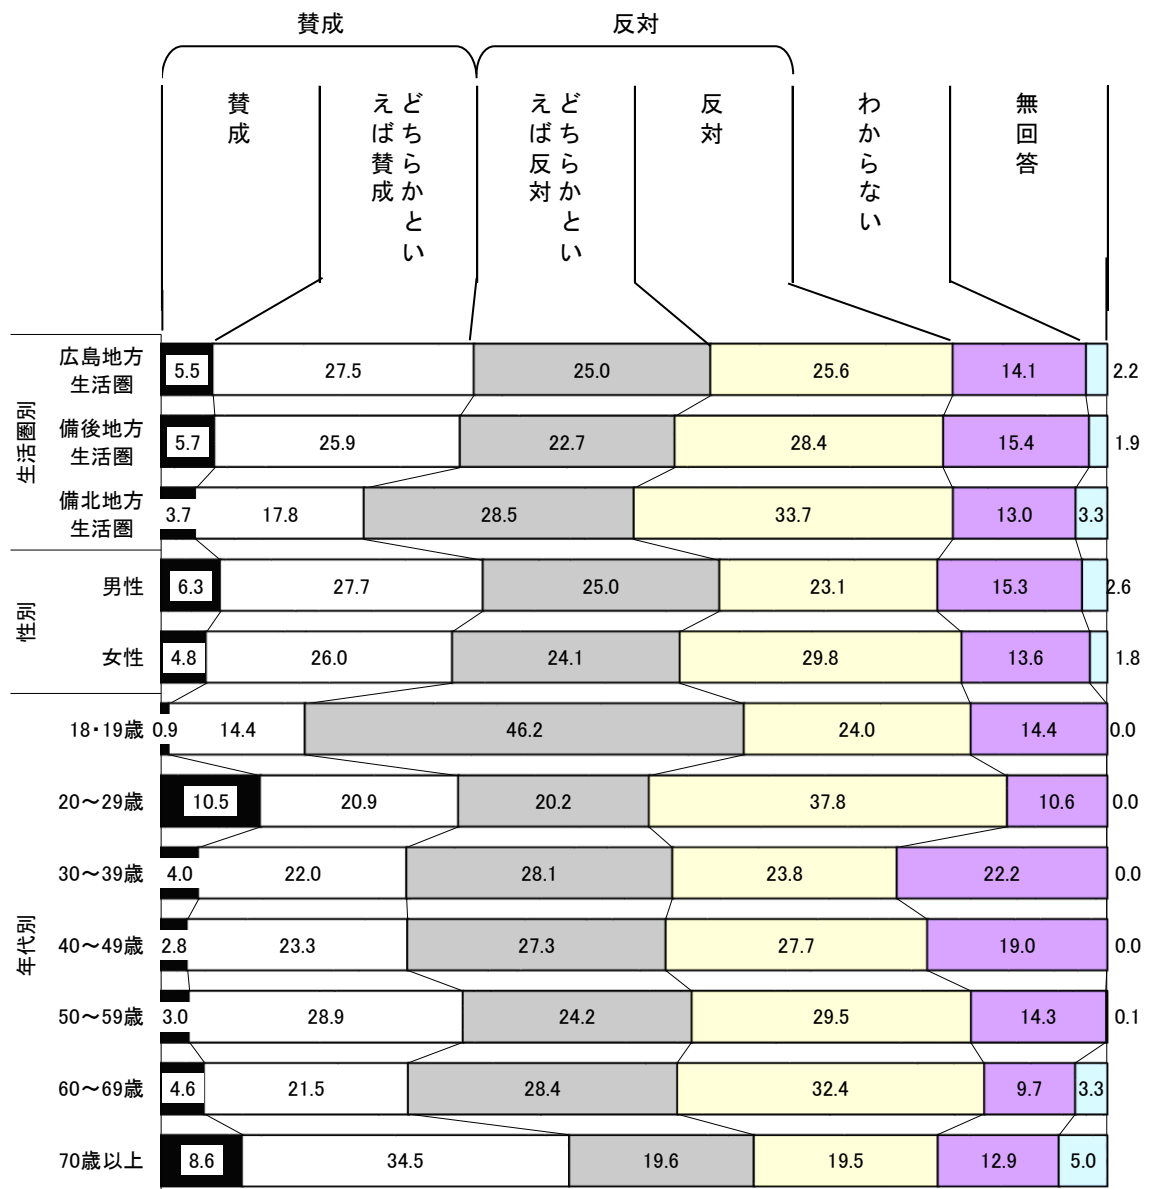 賛成 反対
賛成
どちらかといえば賛成
どちらかといえば反対
反対
わからない
無回答
生活圏別
広島地方
生活圏
5.5 27.5 25.0 25.6 14.1 2.2
備後地方
生活圏
5.7 25.9 22.7 28.4 15.4 1.9
備北地方
生活圏
3.7 17.8 28.5 33.7 13.0 3.3
性別
男性 6.3 27.7 25.0 23.1 15.3 2.6
女性 4.8 26.0 24.1 29.8 13.6 1.8
年代別
18・19歳 0.9 14.4 46.2 24.0 14.4 0.0
20～29歳 10.5 20.9 20.2 37.8 10.6 0.0
30～39歳 4.0 22.0 28.1 23.8 22.2 0.0
40～49歳 2.8 23.3 27.3 27.7 19.0 0.0
50～59歳 3.0 28.9 24.2 29.5 14.3 0.1
60～69歳 4.6 21.5 28.4 32.4 9.7 3.3
70歳以上 8.6 34.5 19.6 19.5 12.9 5.0